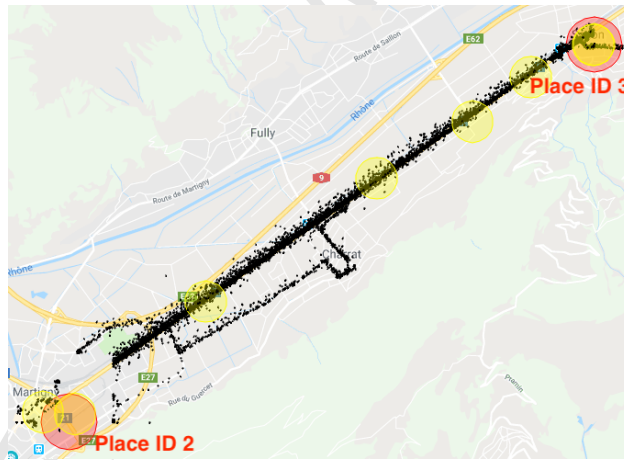 E62
Route de Saillon
Place ID 3
Rhône
Fully
Route de Martigny
9
Charrat
Rhône
Pramin
E27
Martigny
Rue du Guercet
Place ID 2